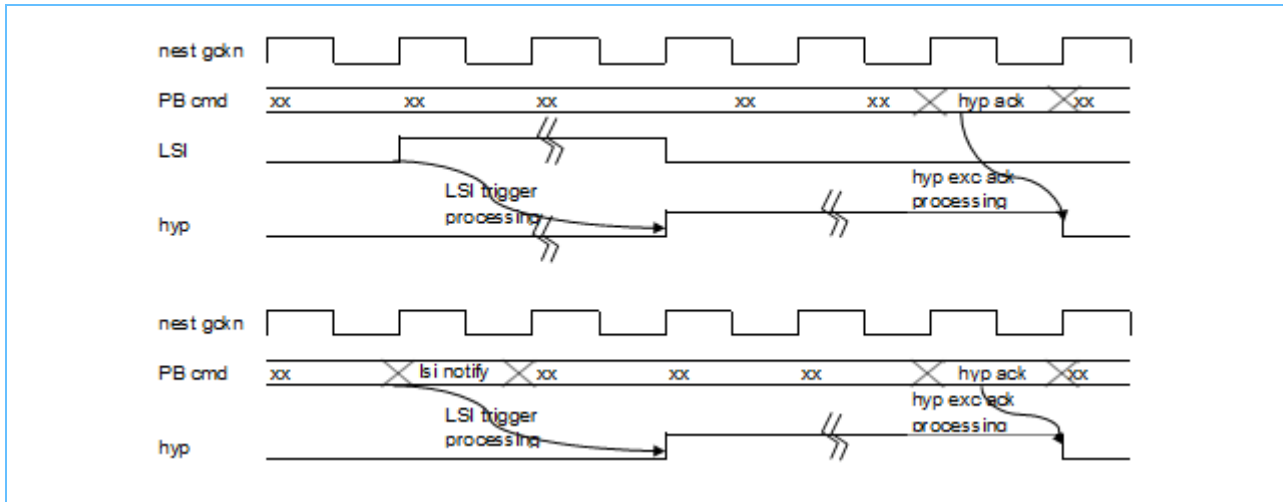 nest gckn
PB cmd xx xx xx xx xx hyp ack xx
LSI
LSI trigger
processing
hyp exc ack
processing
hyp
nest gckn
PB cmd xx lsi notify xx xx xx hyp ack xx
LSI trigger
processing
hyp exc ack
processing
hyp